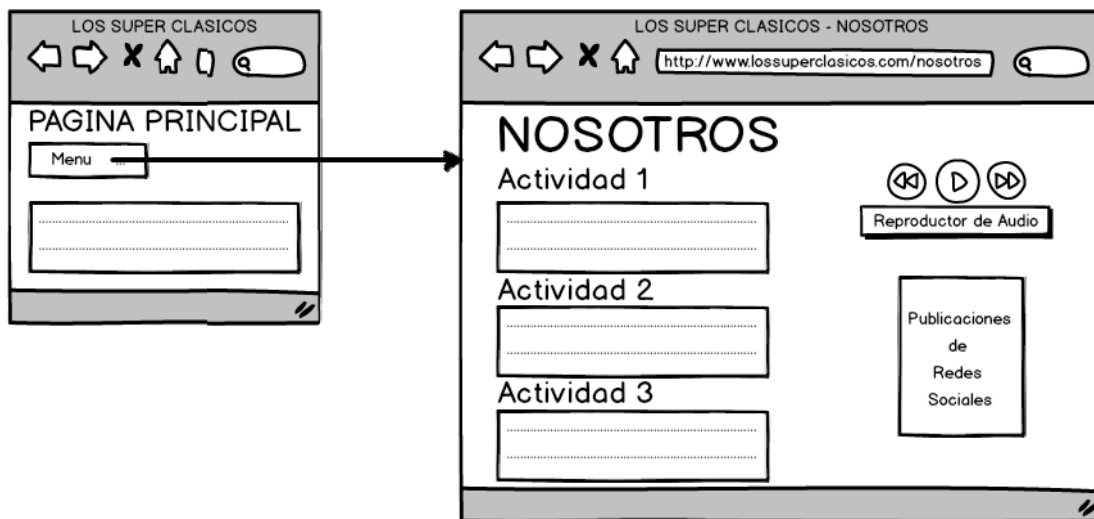 LOS SUPER CLASICOS
PAGINA PRINCIPAL
Menu ...
LOS SUPER CLASICOS - NOSOTROS
http://www.lossuperclasicos.com/nosotros
NOSOTROS
Actividad 1
Actividad 2
Actividad 3
Reproductor de Audio
Publicaciones
de
Redes
Sociales